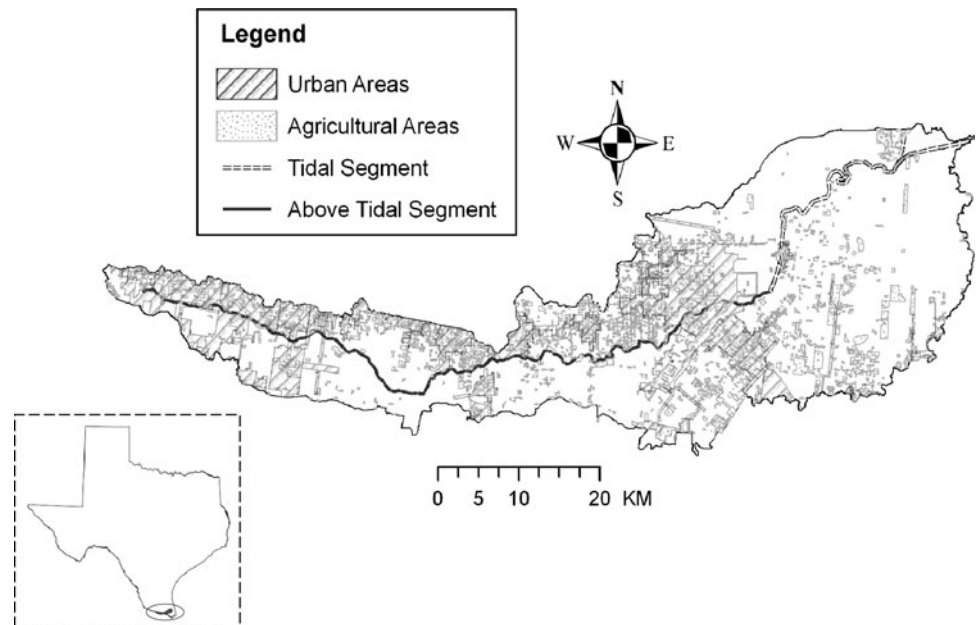 Legend
Urban Areas
Agricultural Areas
Tidal Segment
Above Tidal Segment
N
W E
S
0 5 10 20 KM